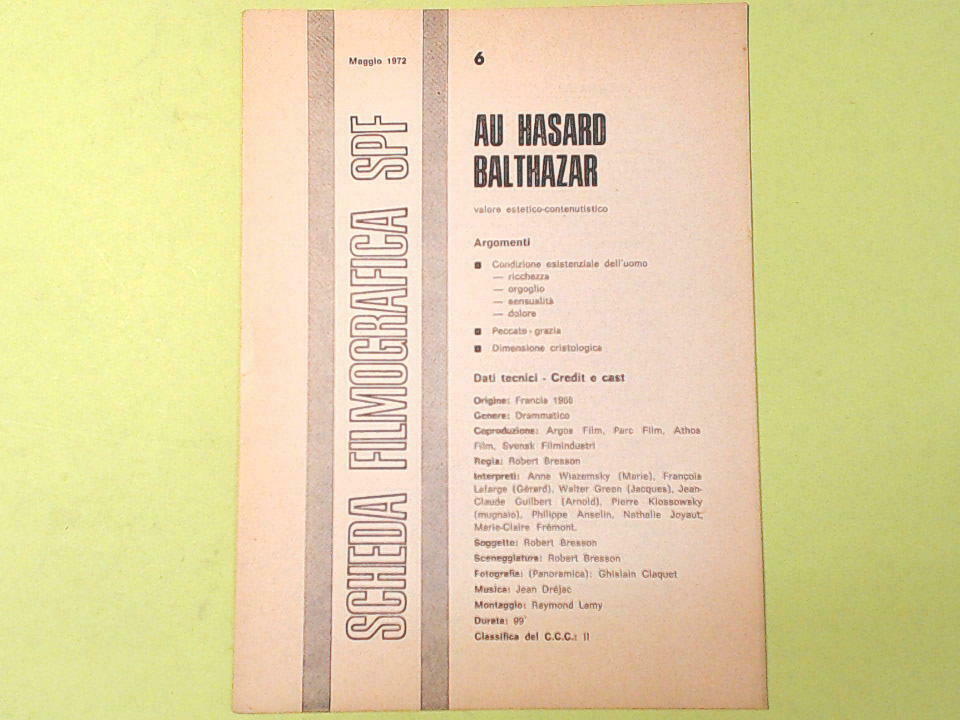 Maggio 1972
SCHEDA FILMOGRAFICA SPF
6
AU HASARD
BALTHAZAR
valore estetico-contenutistico
Argomenti
Condizione esistenziale dell'uomo
— ricchezza
— orgoglio
— sensualità
— dolore
Peccato - grazia
Dimensione cristologica
Dati tecnici - Credit e cast
Origine: Francia 1966
Genere: Drammatico
Coproduzione: Argos Film, Parc Film, Athos
Film, Svensk Filmindustri
Regia: Robert Bresson
Interpreti: Anne Wiazemsky (Marie), François
Lafarge (Gérard), Walter Green (Jacques), Jean-
Claude Guilbert (Arnold), Pierre Klossowsky
(mugnaio), Philippe Asselin, Nathalie Joyaut,
Marie-Claire Frémont.
Soggetto: Robert Bresson
Sceneggiatura: Robert Bresson
Fotografia: (Panoramica): Ghislain Cloquet
Musica: Jean Dréjac
Montaggio: Raymond Lamy
Durata: 99'
Classifica del C.C.C.: II